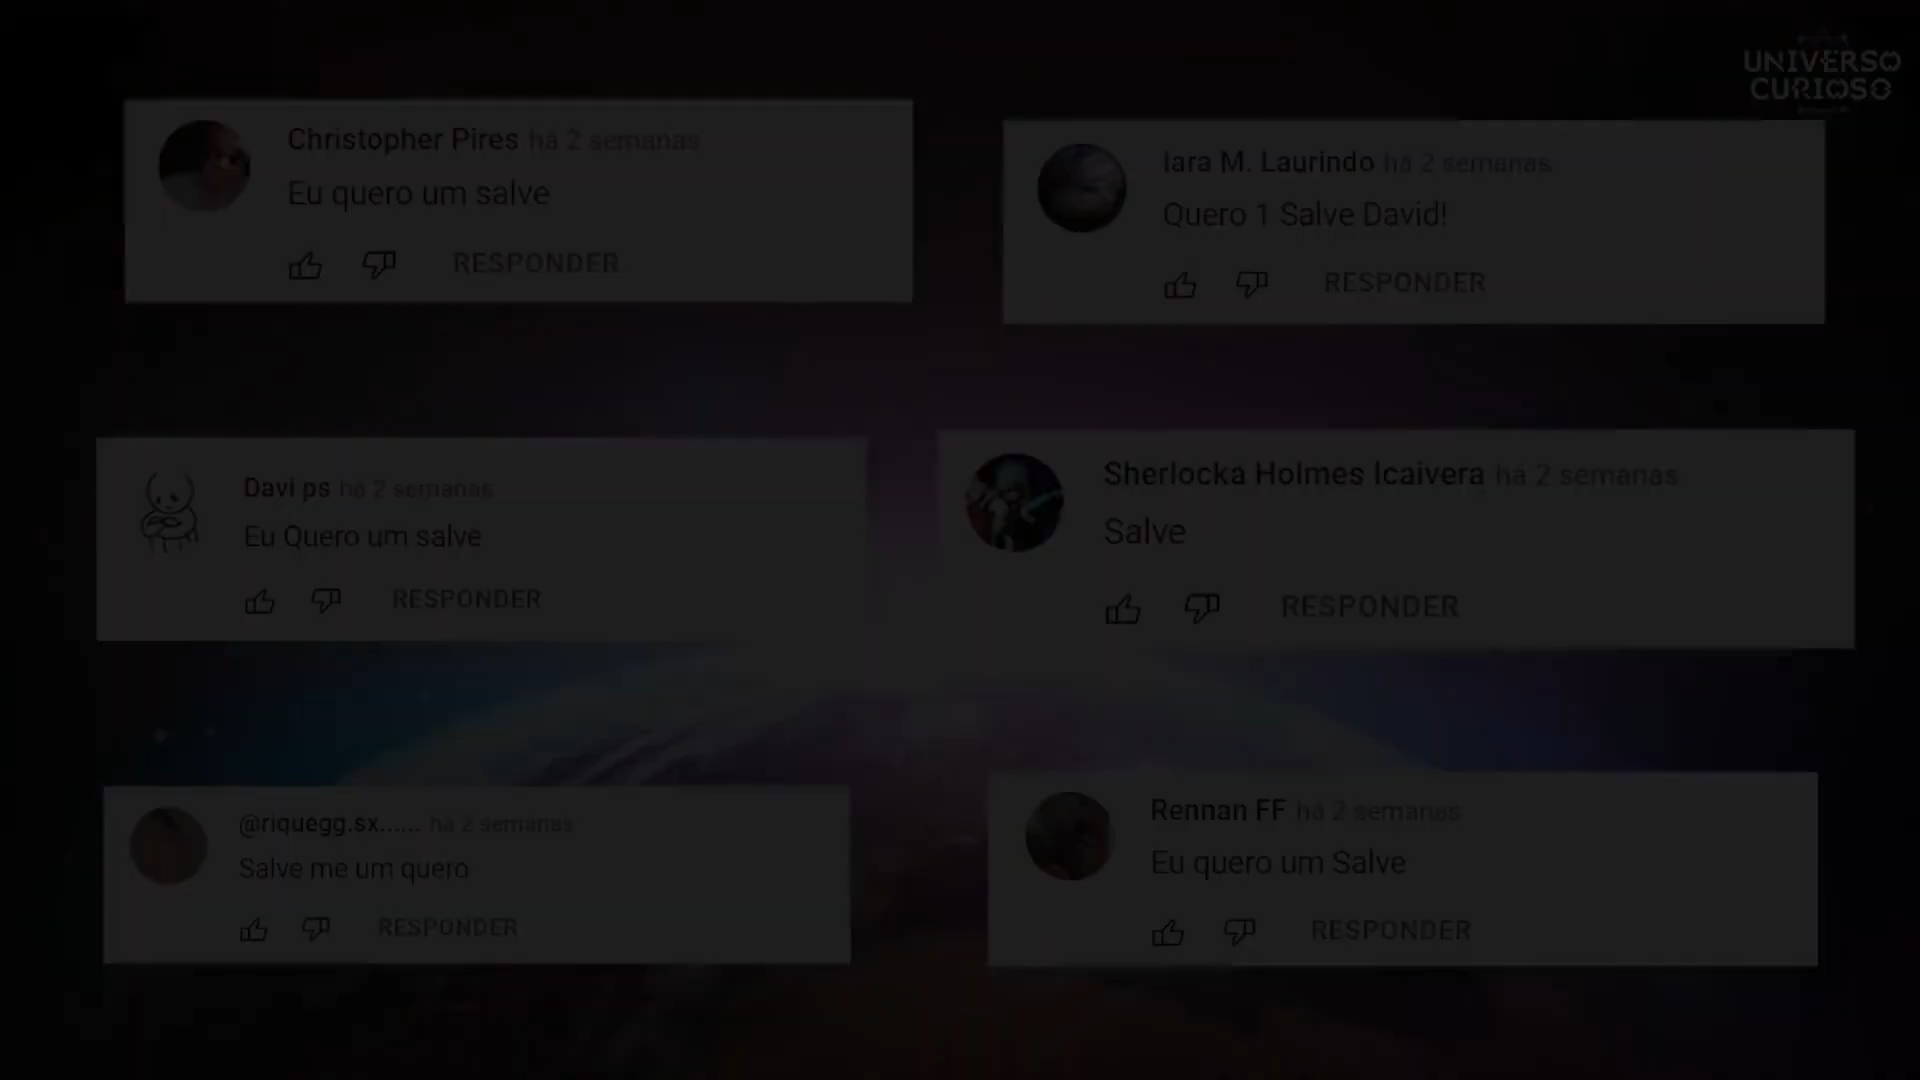 UNIVERSO
CURIOSO
Christopher Pires há 2 semanas
Eu quero um salve
RESPONDER
Iara M. Laurindo há 2 semanas
Quero 1 Salve David!
RESPONDER
Davi ps há 2 semanas
Eu Quero um salve
RESPONDER
Sherlocka Holmes Icaivera há 2 semanas
Salve
RESPONDER
@riquegg.sx...... há 2 semanas
Salve me um quero
RESPONDER
Rennan FF há 2 semanas
Eu quero um Salve
RESPONDER